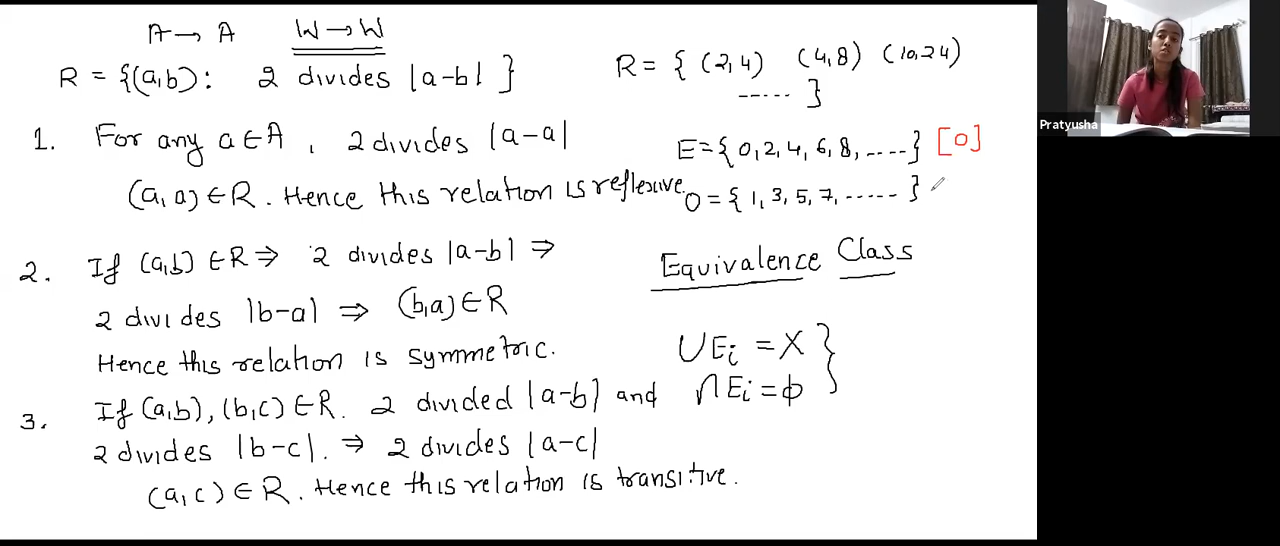 A → A W → W
R = {(a,b): 2 divides |a-b| }
1. For any a ∈ A , 2 divides |a-a|
(a,a) ∈ R. Hence this relation is reflexive
2. If (a,b) ∈ R ⇒ 2 divides |a-b| ⇒
2 divides |b-a| ⇒ (b,a) ∈ R
Hence this relation is symmetric.
3. If (a,b), (b,c) ∈ R. 2 divided |a-b| and
2 divides |b-c|. ⇒ 2 divides |a-c|
(a,c) ∈ R. Hence this relation is transitive.
R = { (2,4) (4,8) (10,24)
----- }
E = { 0, 2, 4, 6, 8, ..... } [0]
O = { 1, 3, 5, 7, ...... }
Equivalence Class
∪Ei = X }
∩Ei = ϕ
Pratyusha